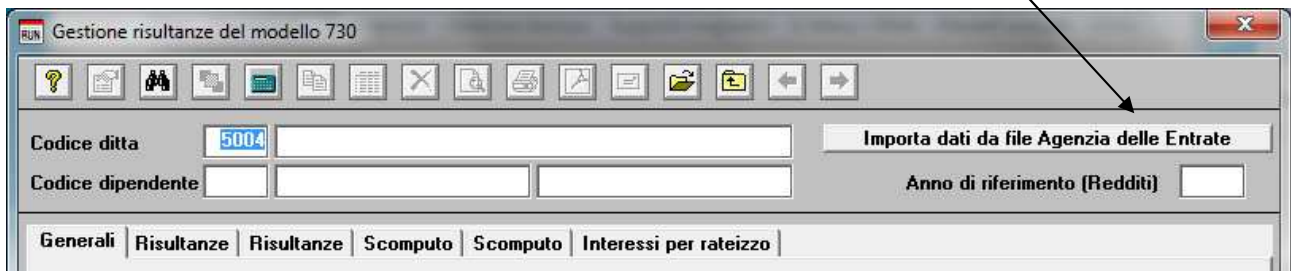 RUN Gestione risultanze del modello 730 X
?
Codice ditta 5004 Importa dati da file Agenzia delle Entrate
Codice dipendente Anno di riferimento (Redditi)
Generali Risultanze Risultanze Scomputo Scomputo Interessi per rateizzo